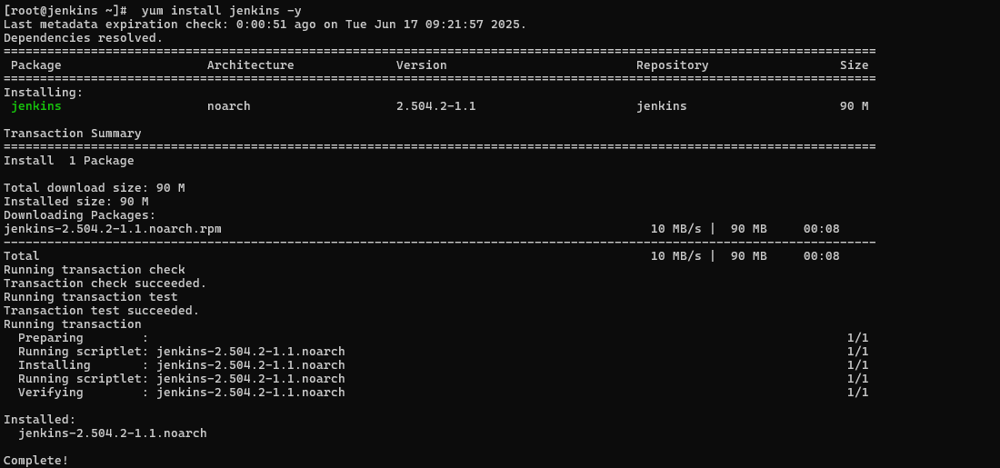 [root@jenkins ~]#  yum install jenkins -y
Last metadata expiration check: 0:00:51 ago on Tue Jun 17 09:21:57 2025.
Dependencies resolved.
========================================================================================================================
 Package                    Architecture              Version                          Repository                  Size
========================================================================================================================
Installing:
 jenkins                    noarch                    2.504.2-1.1                      jenkins                     90 M

Transaction Summary
========================================================================================================================
Install  1 Package

Total download size: 90 M
Installed size: 90 M
Downloading Packages:
jenkins-2.504.2-1.1.noarch.rpm                                                           10 MB/s |  90 MB     00:08
------------------------------------------------------------------------------------------------------------------------
Total                                                                                    10 MB/s |  90 MB     00:08
Running transaction check
Transaction check succeeded.
Running transaction test
Transaction test succeeded.
Running transaction
  Preparing        :                                                                                                1/1
  Running scriptlet: jenkins-2.504.2-1.1.noarch                                                                     1/1
  Installing       : jenkins-2.504.2-1.1.noarch                                                                     1/1
  Running scriptlet: jenkins-2.504.2-1.1.noarch                                                                     1/1
  Verifying        : jenkins-2.504.2-1.1.noarch                                                                     1/1

Installed:
  jenkins-2.504.2-1.1.noarch

Complete!